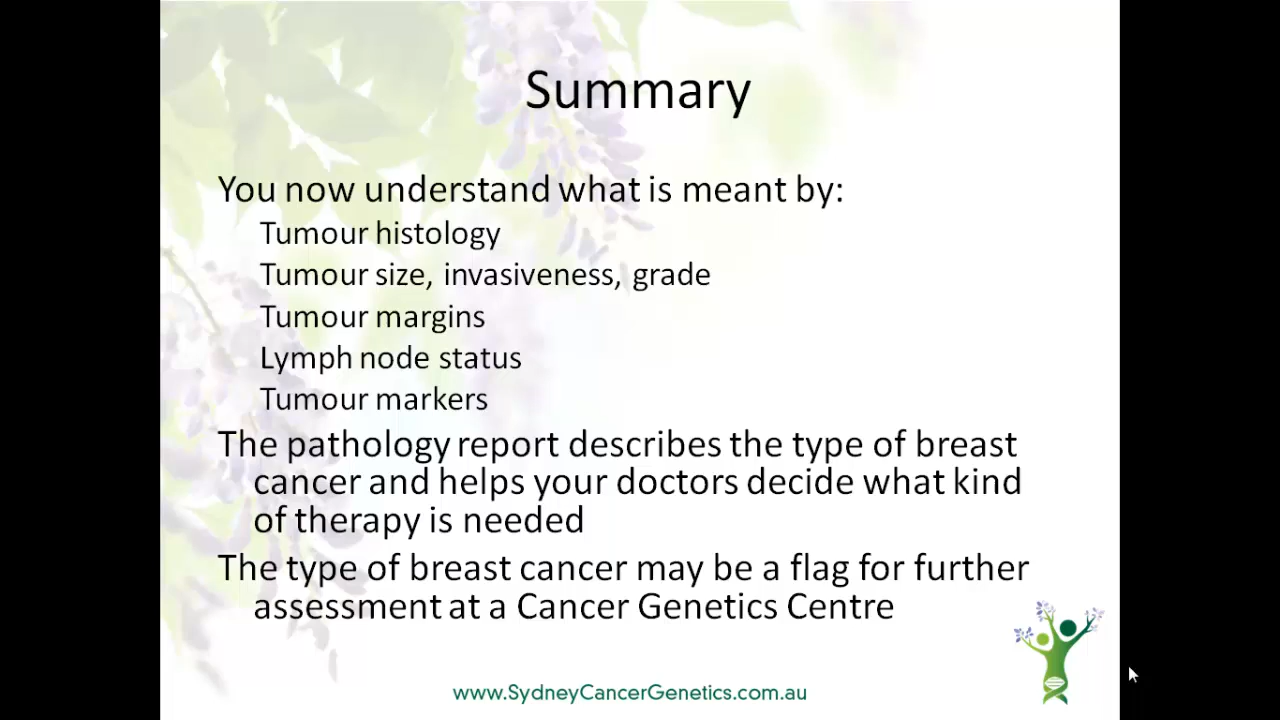 Summary
You now understand what is meant by:
Tumour histology
Tumour size, invasiveness, grade
Tumour margins
Lymph node status
Tumour markers
The pathology report describes the type of breast
cancer and helps your doctors decide what kind
of therapy is needed
The type of breast cancer may be a flag for further
assessment at a Cancer Genetics Centre
www.SydneyCancerGenetics.com.au